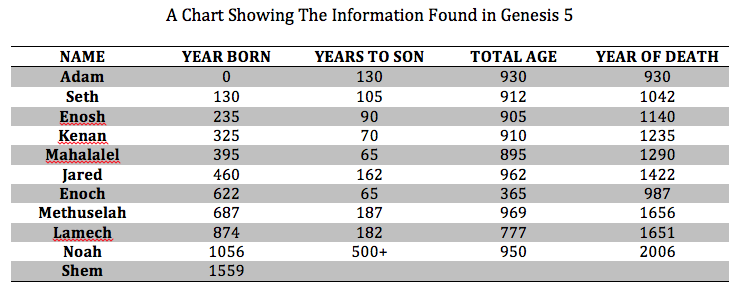 A Chart Showing The Information Found in Genesis 5
NAME YEAR BORN YEARS TO SON TOTAL AGE YEAR OF DEATH
Adam 0 130 930 930
Seth 130 105 912 1042
Enosh 235 90 905 1140
Kenan 325 70 910 1235
Mahalalel 395 65 895 1290
Jared 460 162 962 1422
Enoch 622 65 365 987
Methuselah 687 187 969 1656
Lamech 874 182 777 1651
Noah 1056 500+ 950 2006
Shem 1559